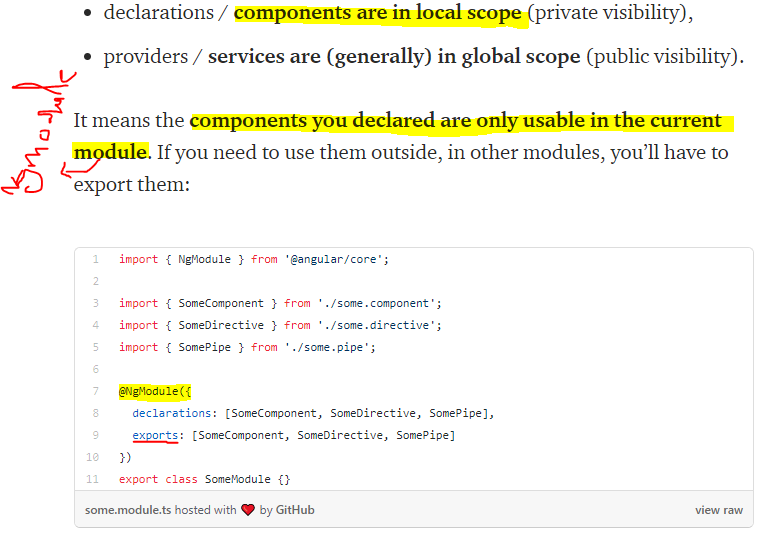 • declarations / components are in local scope (private visibility),
• providers / services are (generally) in global scope (public visibility).
It means the components you declared are only usable in the current
module. If you need to use them outside, in other modules, you’ll have to
export them:
Ngmodule
1 import { NgModule } from '@angular/core';
2
3 import { SomeComponent } from './some.component';
4 import { SomeDirective } from './some.directive';
5 import { SomePipe } from './some.pipe';
6
7 @NgModule({
8 declarations: [SomeComponent, SomeDirective, SomePipe],
9 exports: [SomeComponent, SomeDirective, SomePipe]
10 })
11 export class SomeModule {}
some.module.ts hosted with ❤ by GitHub view raw